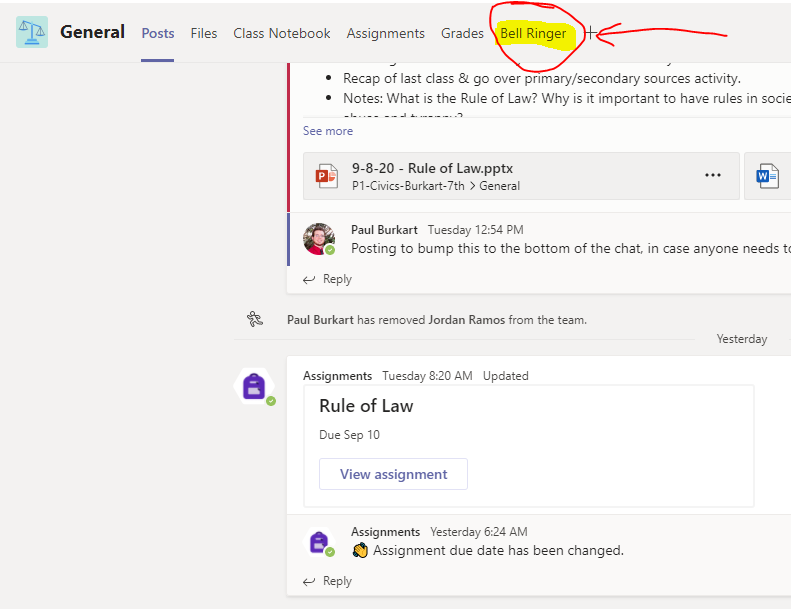 General Posts Files Class Notebook Assignments Grades Bell Ringer +
• Recap of last class & go over primary/secondary sources activity.
• Notes: What is the Rule of Law? Why is it important to have rules in socie
abuse and tyranny?
See more
9-8-20 - Rule of Law.pptx
P1-Civics-Burkart-7th > General
Paul Burkart Tuesday 12:54 PM
Posting to bump this to the bottom of the chat, in case anyone needs to
Reply
Paul Burkart has removed Jordan Ramos from the team.
Yesterday
Assignments Tuesday 8:20 AM Updated
Rule of Law
Due Sep 10
View assignment
Assignments Yesterday 6:24 AM
👏 Assignment due date has been changed.
Reply